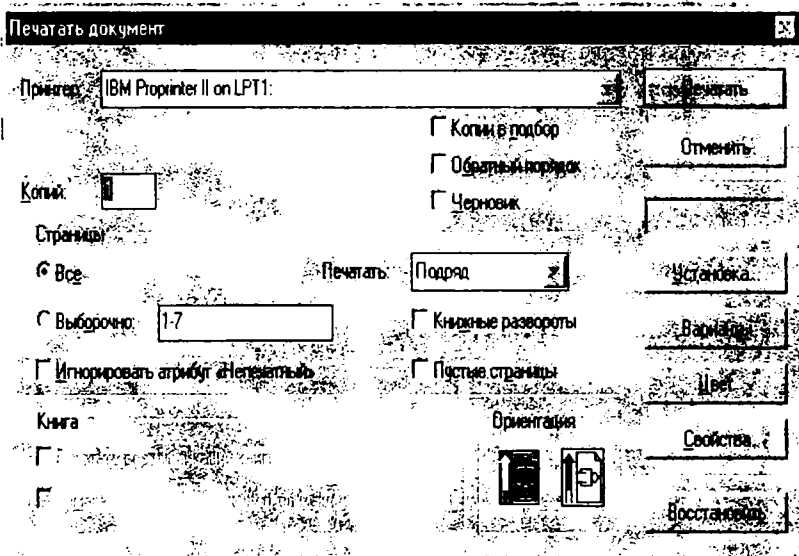 Печатать документ
Принтер: IBM Proprinter II on LPT1: Печатать
Копии в подбор
Обратный порядок
Отменить
Копий: 1
Черновик
Страницы
Все
Печатать: Подряд
Установка...
Выборочно: 1-7
Книжные развороты
Варианты
Игнорировать атрибут «Непечатный»
Пустые страницы
Цвет
Книга
Ориентация
Свойства...
Восстановить